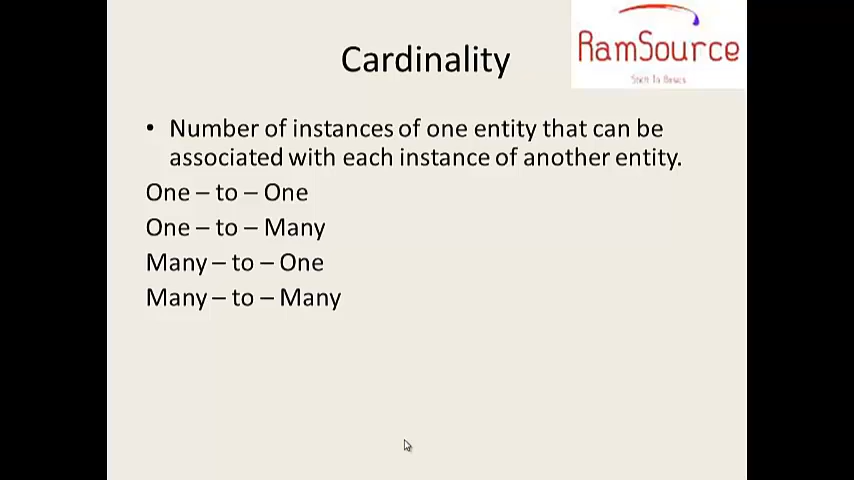 Cardinality
RamSource
• Number of instances of one entity that can be
associated with each instance of another entity.
One – to – One
One – to – Many
Many – to – One
Many – to – Many